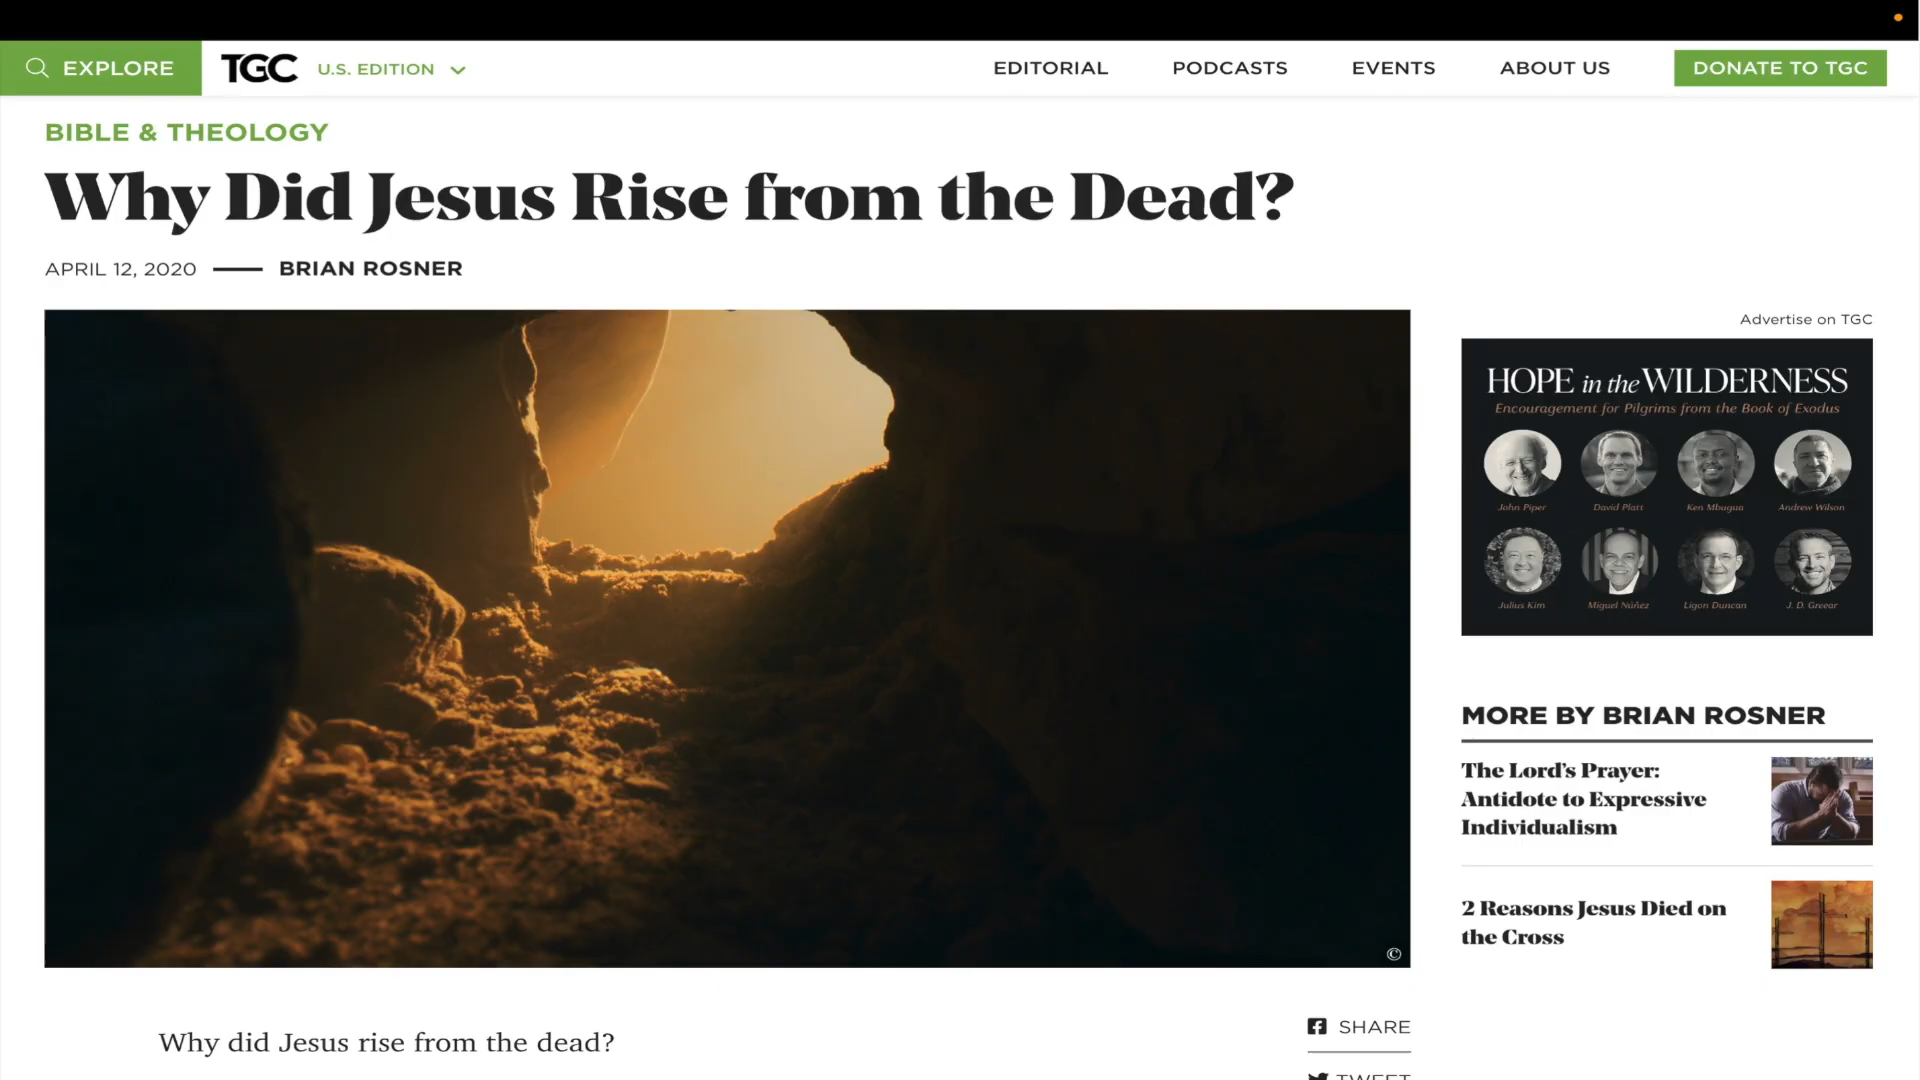 EXPLORE
TGC
U.S. EDITION
EDITORIAL
PODCASTS
EVENTS
ABOUT US
DONATE TO TGC
BIBLE & THEOLOGY
Why Did Jesus Rise from the Dead?
APRIL 12, 2020 — BRIAN ROSNER
©
Advertise on TGC
HOPE in the WILDERNESS
Encouragement for Pilgrims from the Book of Exodus
John Piper
David Platt
Ken Mbugua
Andrew Wilson
Julius Kim
Miguel Núñez
Ligon Duncan
J. D. Greear
MORE BY BRIAN ROSNER
The Lord's Prayer:
Antidote to Expressive
Individualism
2 Reasons Jesus Died on
the Cross
Why did Jesus rise from the dead?
SHARE
TWEET